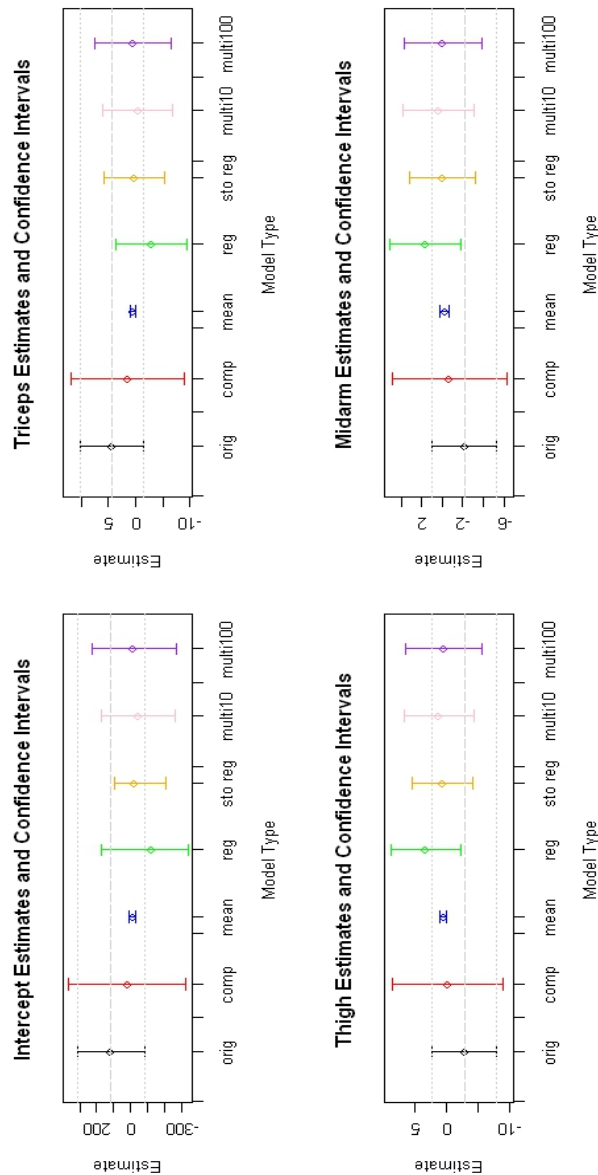 Intercept Estimates and Confidence Intervals
Estimate
200
0
-300
orig comp mean reg sto reg multi10 multi100
Model Type
Triceps Estimates and Confidence Intervals
Estimate
5
0
-10
orig comp mean reg sto reg multi10 multi100
Model Type
Thigh Estimates and Confidence Intervals
Estimate
5
0
-10
orig comp mean reg sto reg multi10 multi100
Model Type
Midarm Estimates and Confidence Intervals
Estimate
2
-2
-6
orig comp mean reg sto reg multi10 multi100
Model Type